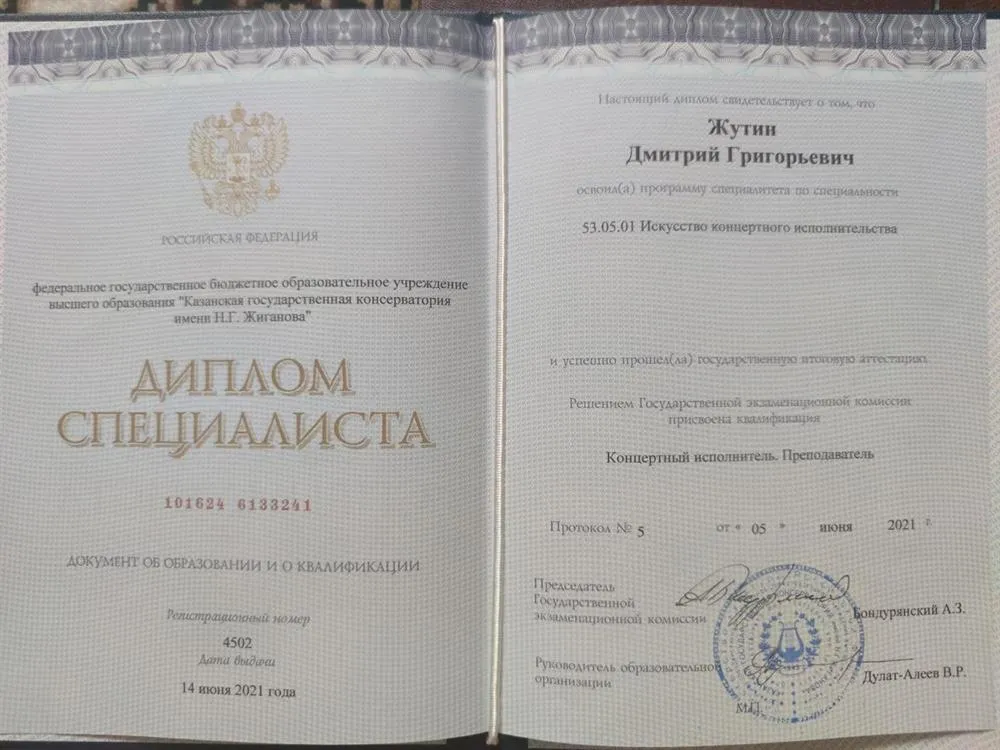 РОССИЙСКАЯ ФЕДЕРАЦИЯ
федеральное государственное бюджетное образовательное учреждение
высшего образования "Казанская государственная консерватория
имени Н.Г. Жиганова"
ДИПЛОМ
СПЕЦИАЛИСТА
101624 6133241
ДОКУМЕНТ ОБ ОБРАЗОВАНИИ И О КВАЛИФИКАЦИИ
Регистрационный номер
4502
Дата выдачи
14 июня 2021 года
Настоящий диплом свидетельствует о том, что
Жутин
Дмитрий Григорьевич
освоил(а) программу специалитета по специальности
53.05.01 Искусство концертного исполнительства
и успешно прошел(ла) государственную итоговую аттестацию
Решением Государственной экзаменационной комиссии
присвоена квалификация
Концертный исполнитель. Преподаватель
Протокол № 5 от « 05 » июня 2021 г.
Председатель
Государственной
экзаменационной комиссии
Бондурянский А.З.
Руководитель образовательной
организации
Дулат-Алеев В.Р.
М.П.